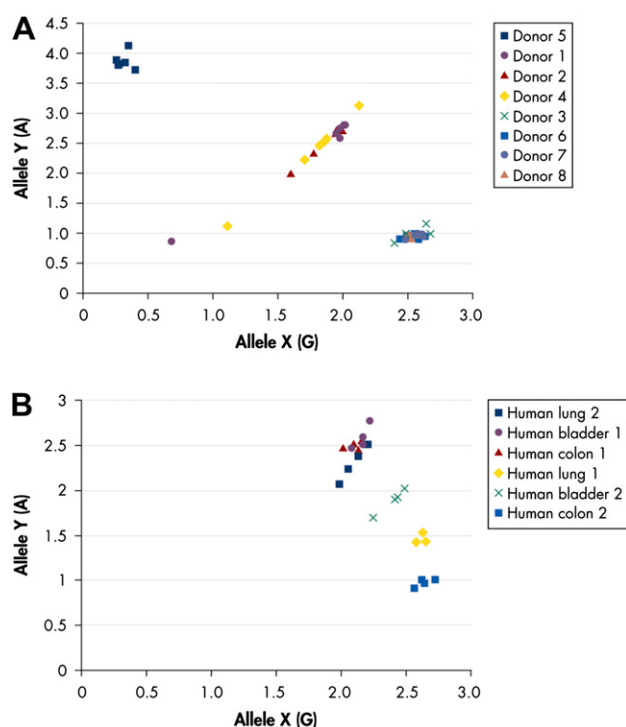 A
Allele Y (A)
4.5
4.0
3.5
3.0
2.5
2.0
1.5
1.0
0.5
0
0 0.5 1.0 1.5 2.0 2.5 3.0
Allele X (G)
Donor 5
Donor 1
Donor 2
Donor 4
Donor 3
Donor 6
Donor 7
Donor 8
B
Allele Y (A)
3
2.5
2
1.5
1
0.5
0
0 0.5 1.0 1.5 2.0 2.5 3.0
Allele X (G)
Human lung 2
Human bladder 1
Human colon 1
Human lung 1
Human bladder 2
Human colon 2